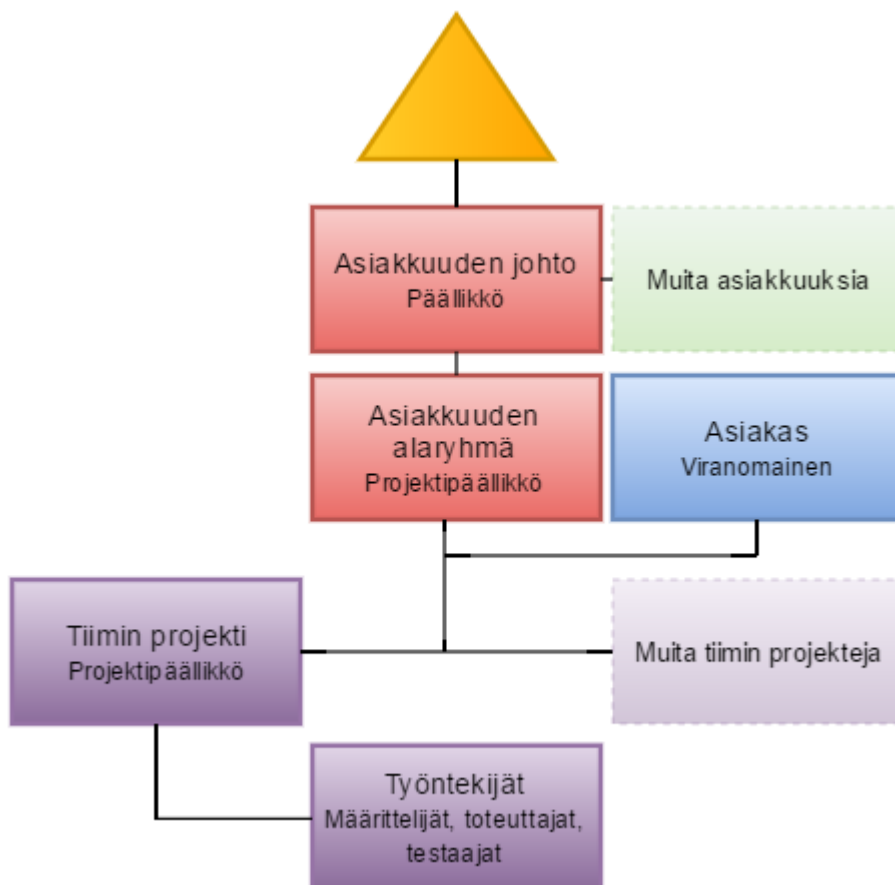 Asiakkuuden johto
Päällikkö
Muita asiakkuuksia
Asiakkuuden
alaryhmä
Projektipäällikkö
Asiakas
Viranomainen
Tiimin projekti
Projektipäällikkö
Muita tiimin projekteja
Työntekijät
Määrittelijät, toteuttajat,
testaajat